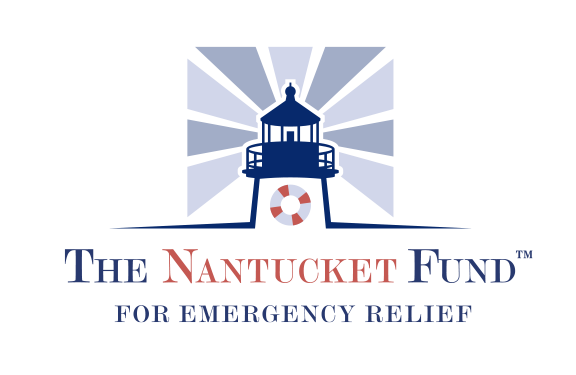 THE NANTUCKET FUND™
FOR EMERGENCY RELIEF